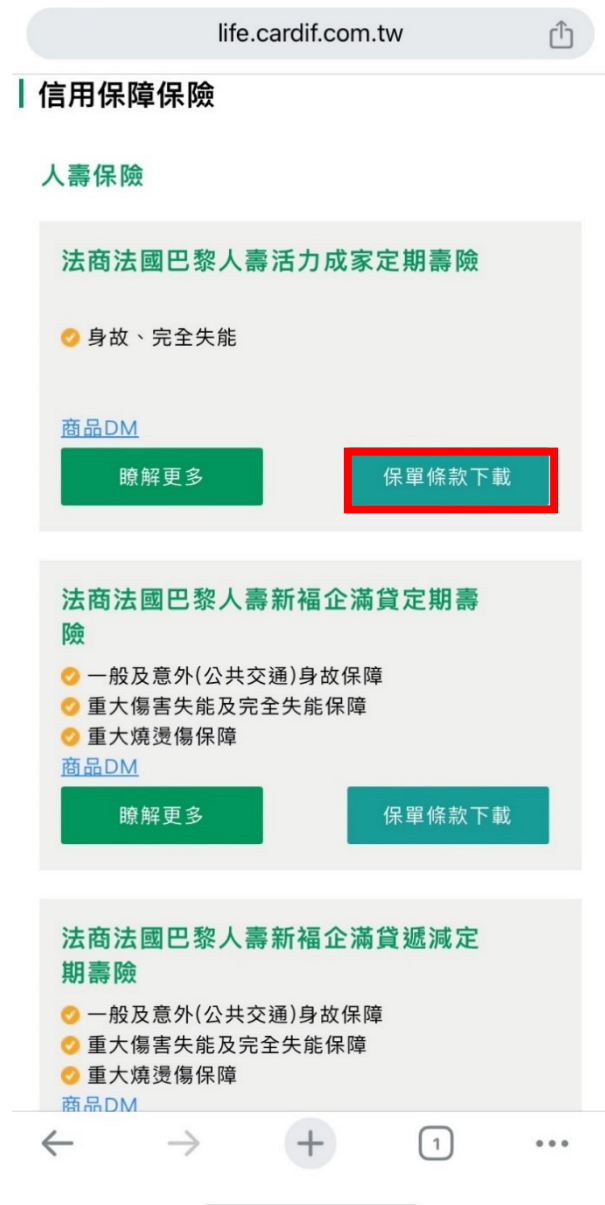 life.cardif.com.tw
信用保障保險
人壽保險
法商法國巴黎人壽活力成家定期壽險
身故、完全失能
商品DM
瞭解更多
保單條款下載
法商法國巴黎人壽新福企滿貸定期壽
險
一般及意外(公共交通)身故保障
重大傷害失能及完全失能保障
重大燒燙傷保障
商品DM
瞭解更多
保單條款下載
法商法國巴黎人壽新福企滿貸遞減定
期壽險
一般及意外(公共交通)身故保障
重大傷害失能及完全失能保障
重大燒燙傷保障
商品DM
1